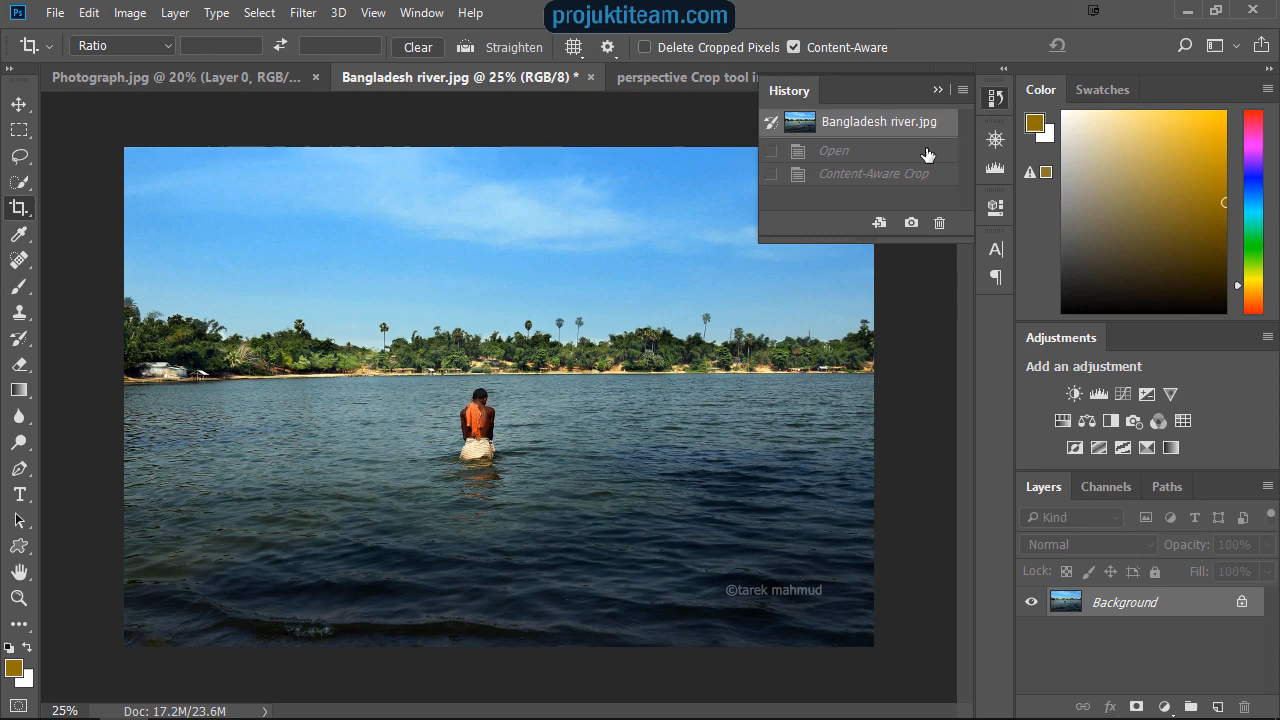 Ps File Edit Image Layer Type Select Filter 3D View Window Help
projuktiteam.com
Ratio Clear Straighten Delete Cropped Pixels Content-Aware
Photograph.jpg @ 20% (Layer 0, RGB/... × Bangladesh river.jpg @ 25% (RGB/8) * × perspective Crop tool
History
Bangladesh river.jpg
Open
Content-Aware Crop
Color Swatches
Adjustments
Add an adjustment
Layers Channels Paths
Kind
Normal Opacity: 100%
Lock: Fill: 100%
Background
©tarek mahmud
25% Doc: 17.2M/23.6M